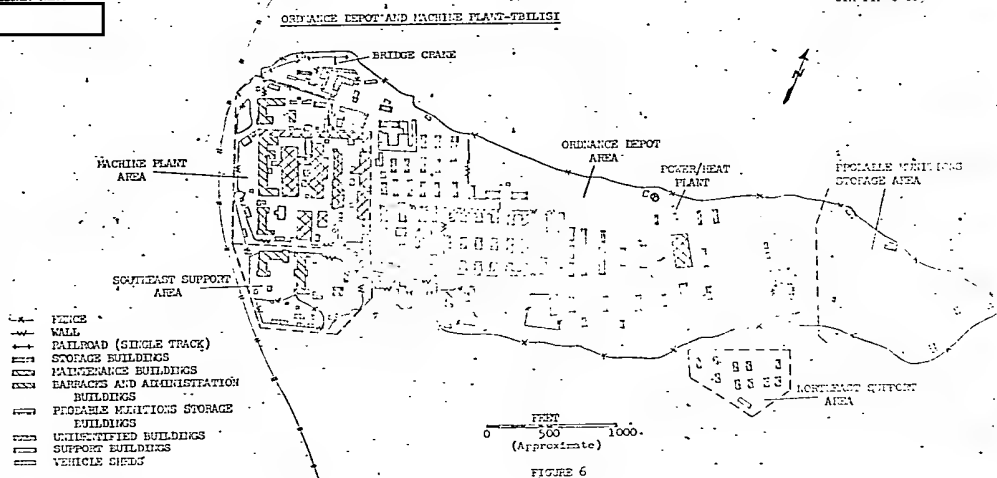 ORDNANCE DEPOT AND MACHINE PLANT-TBILISI
BRIDGE CRANE
ORDNANCE DEPOT
AREA
MACHINE PLANT
AREA
POWER/HEAT
PLANT
MUNITIONS
STORAGE AREA
SOUTHEAST SUPPORT
AREA
FENCE
WALL
RAILROAD (SINGLE TRACK)
STORAGE BUILDINGS
MAINTENANCE BUILDINGS
BARRACKS AND ADMINISTRATION
BUILDINGS
PROBABLE MUNITIONS STORAGE
BUILDINGS
UNIDENTIFIED BUILDINGS
SUPPORT BUILDINGS
VEHICLE SHEDS
NORTHEAST SUPPORT
AREA
FEET
0 500 1000
(Approximate)
FIGURE 6